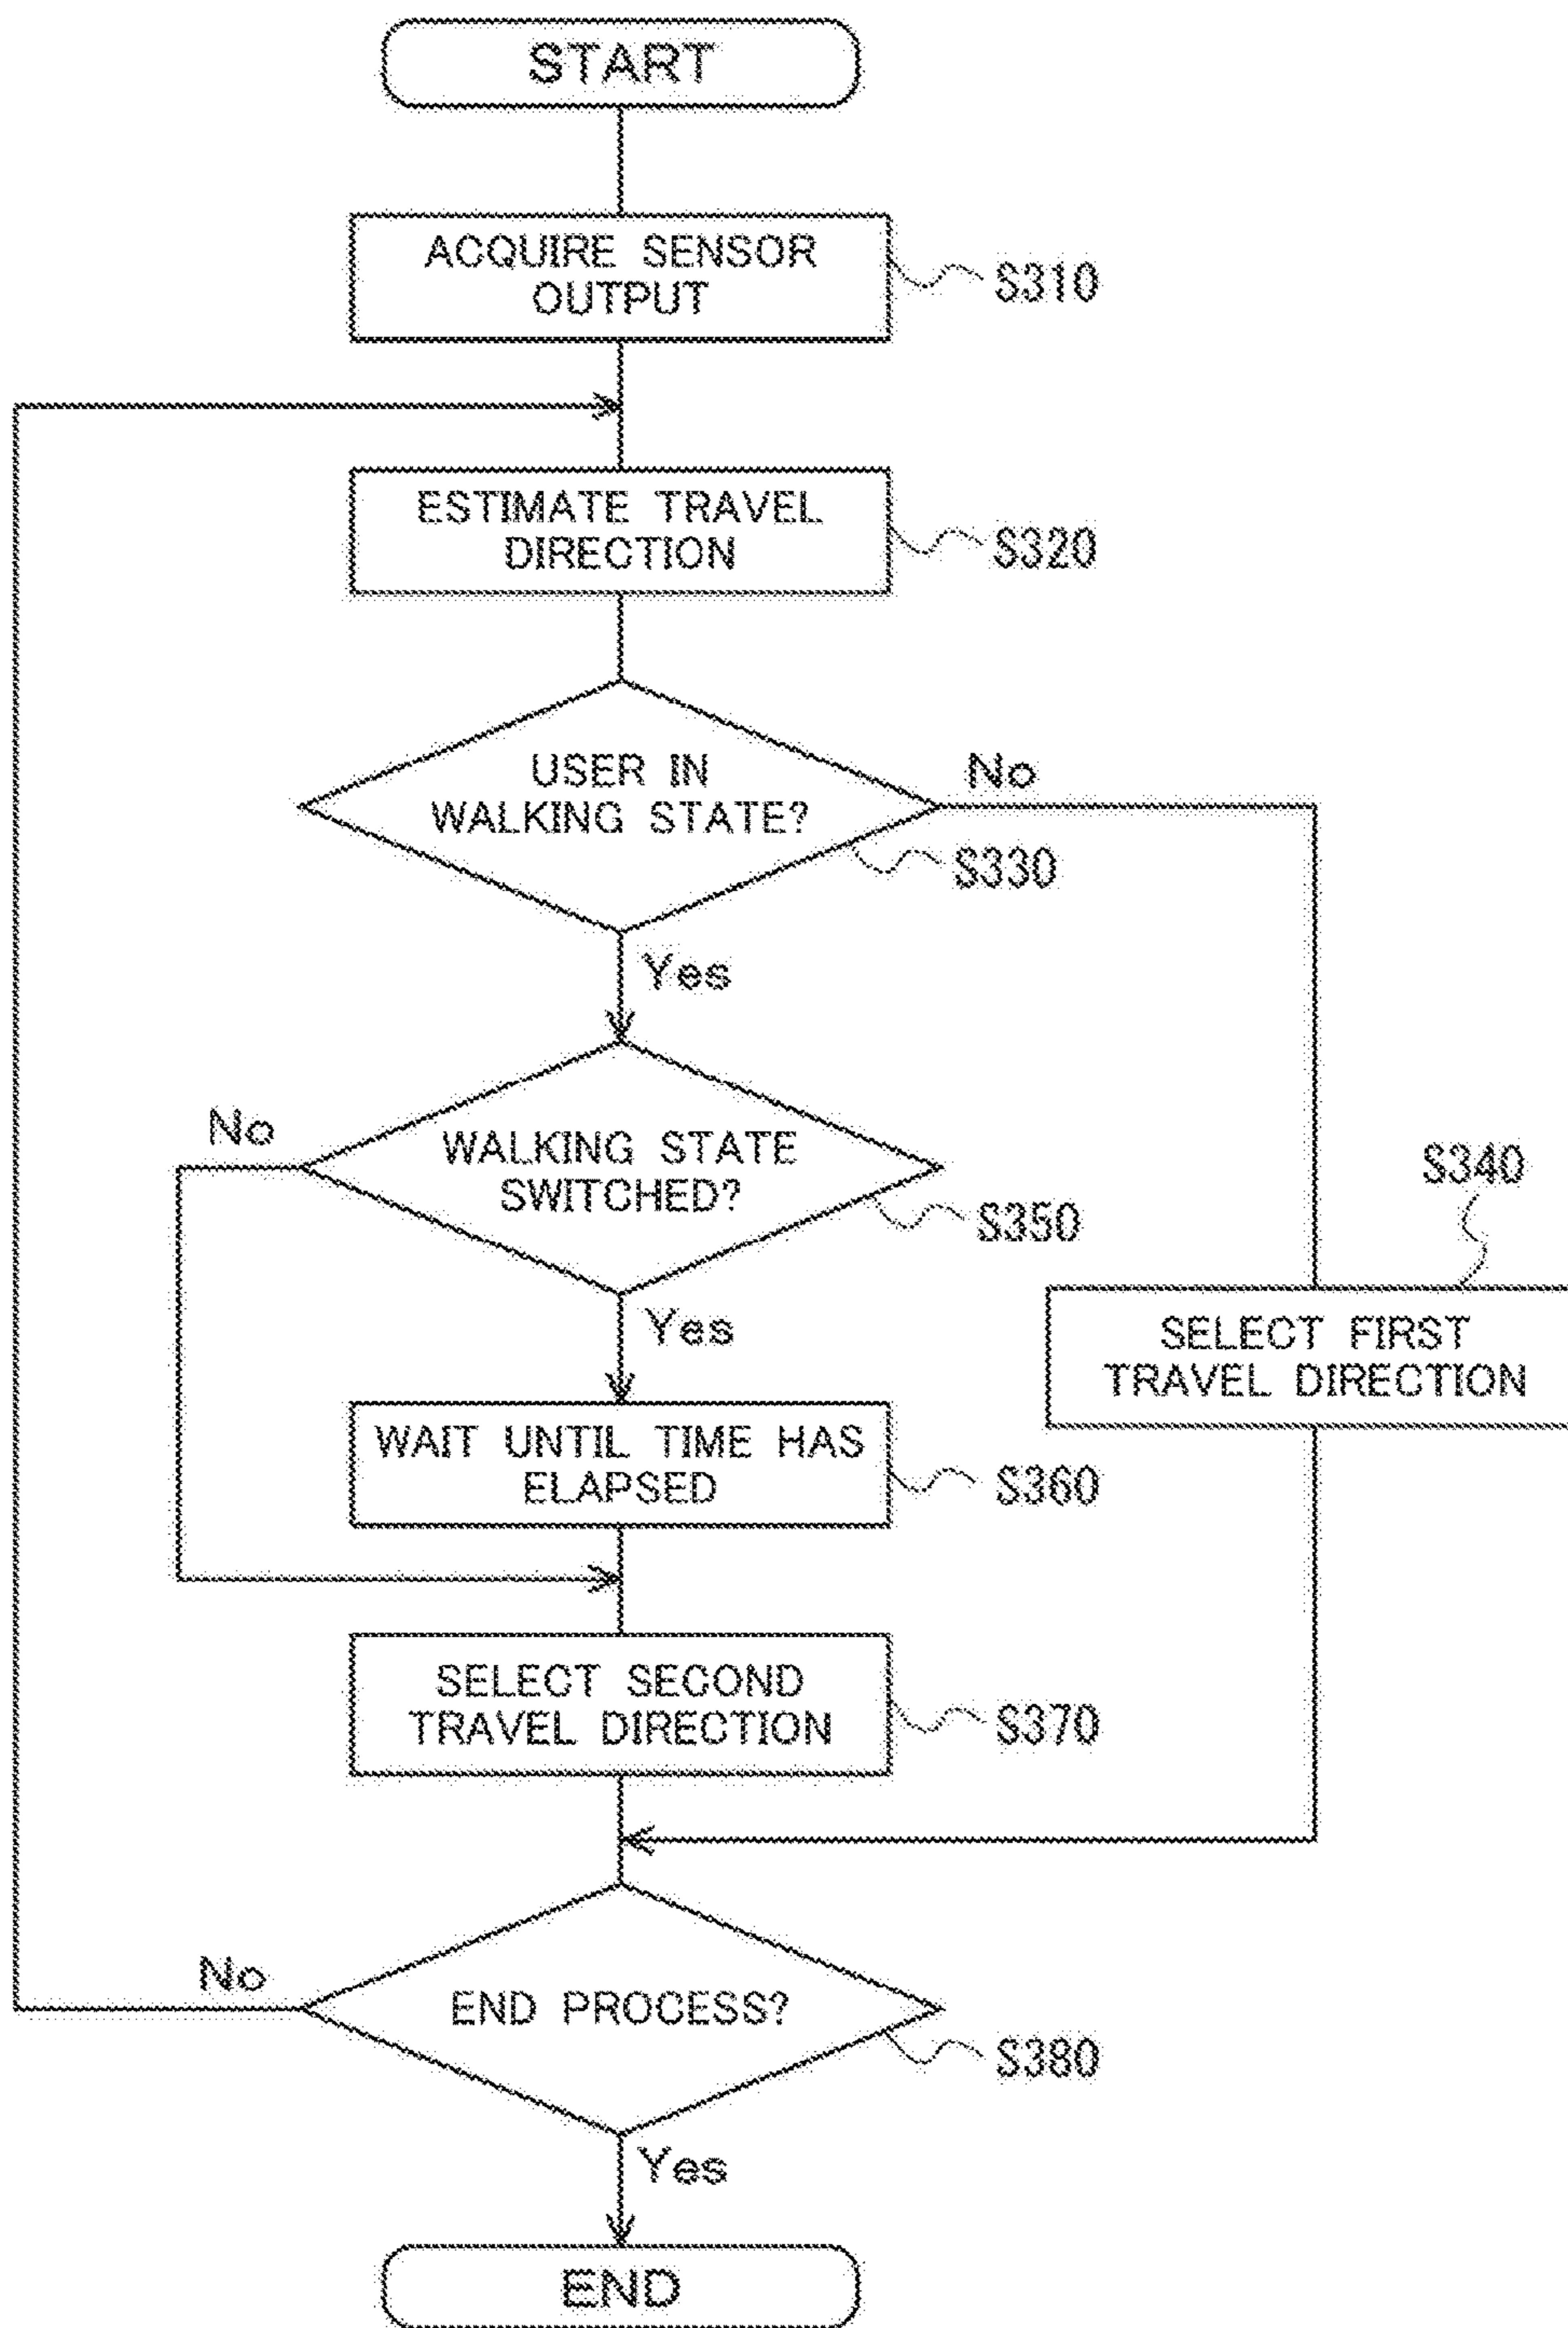 START
ACQUIRE SENSOR
OUTPUT
S310
ESTIMATE TRAVEL
DIRECTION
S320
USER IN
WALKING STATE?
No
S330
Yes
WALKING STATE
SWITCHED?
No
S350
S340
Yes
SELECT FIRST
TRAVEL DIRECTION
WAIT UNTIL TIME HAS
ELAPSED
S360
SELECT SECOND
TRAVEL DIRECTION
S370
No
END PROCESS?
S380
Yes
END